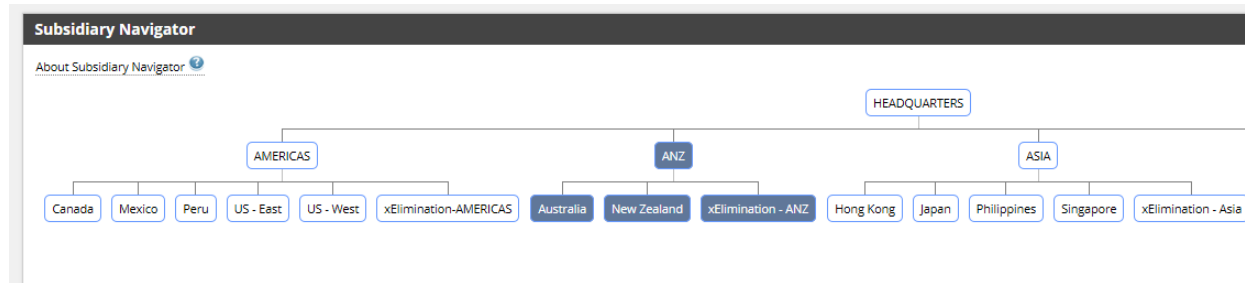 Subsidiary Navigator
About Subsidiary Navigator ?
HEADQUARTERS
AMERICAS ANZ ASIA
Canada Mexico Peru US - East US - West xElimination-AMERICAS Australia New Zealand xElimination - ANZ Hong Kong Japan Philippines Singapore xElimination - Asia